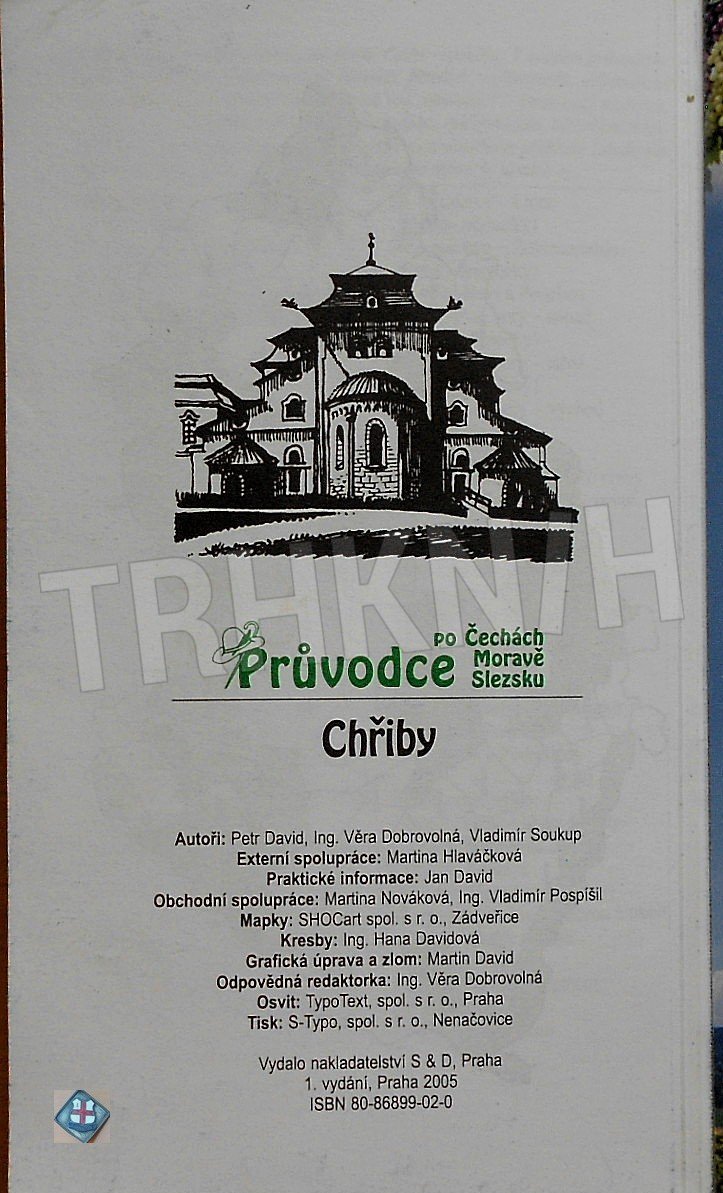 TRHKNIH
Průvodce po Čechách
Moravě
Slezsku
Chřiby
Autoři: Petr David, Ing. Věra Dobrovolná, Vladimír Soukup
Externí spolupráce: Martina Hlaváčková
Praktické informace: Jan David
Obchodní spolupráce: Martina Nováková, Ing. Vladimír Pospíšil
Mapky: SHOCart spol. s r. o., Zádveřice
Kresby: Ing. Hana Davidová
Grafická úprava a zlom: Martin David
Odpovědná redaktorka: Ing. Věra Dobrovolná
Osvit: TypoText, spol. s r. o., Praha
Tisk: S-Typo, spol. s r. o., Nenačovice
Vydalo nakladatelství S & D, Praha
1. vydání, Praha 2005
ISBN 80-86899-02-0